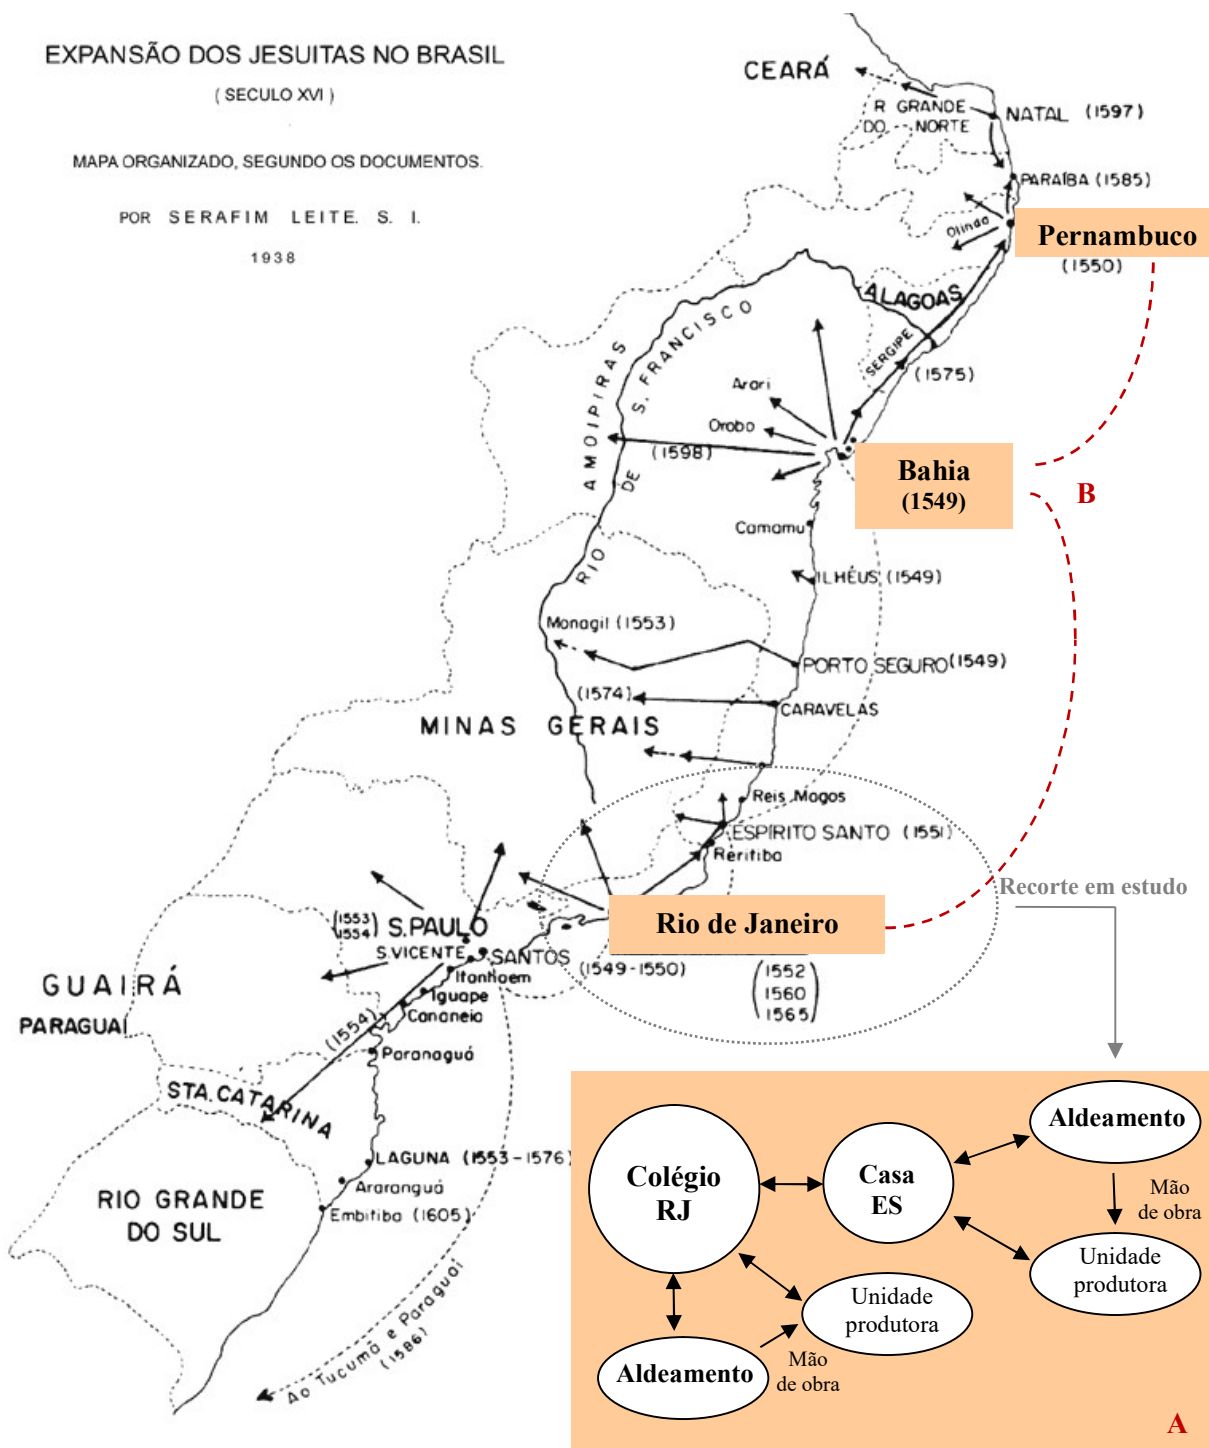 EXPANSÃO DOS JESUITAS NO BRASIL
( SECULO XVI )
MAPA ORGANIZADO, SEGUNDO OS DOCUMENTOS.
POR SERAFIM LEITE. S. I.
1938
CEARÁ
R GRANDE
DO NORTE
NATAL (1597)
PARAÍBA (1585)
Olinda
Pernambuco
(1550)
ALAGOAS
SERGIPE
(1575)
RIO DE S. FRANCISCO
AMOIPIRAS
Arari
Orobo
(1598)
Bahia
(1549)
B
Camamu
ILHÉUS (1549)
Monagil (1553)
PORTO SEGURO (1549)
(1574)
CARAVELAS
MINAS GERAIS
Reis Magos
ESPÍRITO SANTO (1551)
Reritiba
Recorte em estudo
Rio de Janeiro
(1553
1554)
S. PAULO
S. VICENTE
SANTOS
(1549-1550)
(1552
1560
1565)
Itanhaem
Iguape
Cananeia
GUAIRÁ
PARAGUAI
(1554)
Paranaguá
STA. CATARINA
LAGUNA (1553-1576)
Araranguá
Embitiba (1605)
RIO GRANDE
DO SUL
Ao Tucumã e Paraguai
(1586)
Aldeamento
Colégio
RJ
Casa
ES
Mão
de obra
Unidade
produtora
Unidade
produtora
Aldeamento
Mão
de obra
A